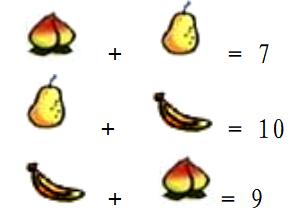 + = 7
+ = 10
+ = 9